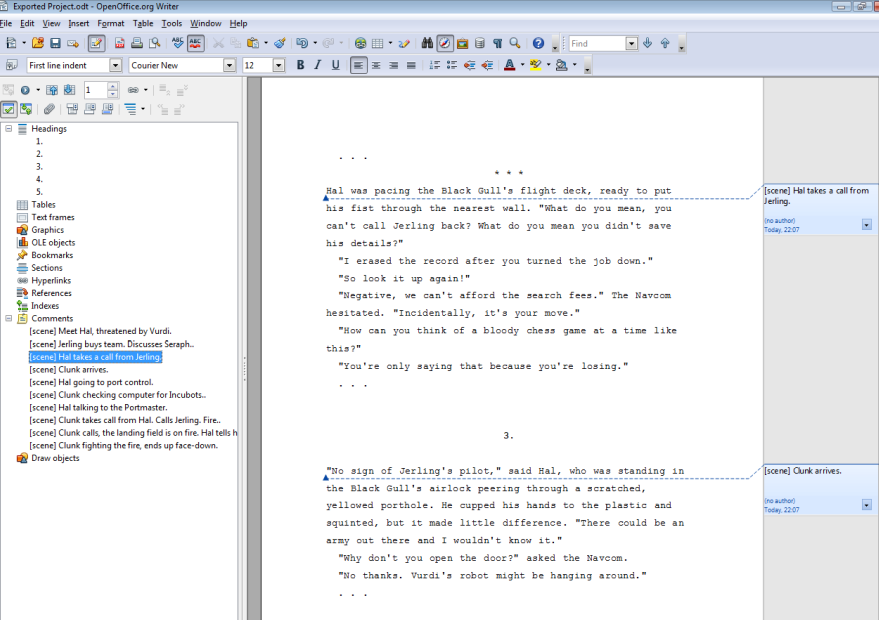 Exported Project.odt - OpenOffice.org Writer
File Edit View Insert Format Table Tools Window Help
Find
First line indent Courier New 12 B I U A
1
Headings
1.
2.
3.
4.
5.
Tables
Text frames
Graphics
OLE objects
Bookmarks
Sections
Hyperlinks
References
Indexes
Comments
[scene] Meet Hal, threatened by Vurdi.
[scene] Jerling buys team. Discusses Seraph..
[scene] Hal takes a call from Jerling.
[scene] Clunk arrives.
[scene] Hal going to port control.
[scene] Clunk checking computer for Incubots..
[scene] Hal talking to the Portmaster.
[scene] Clunk takes call from Hal. Calls Jerling. Fire..
[scene] Clunk calls, the landing field is on fire. Hal tells h
[scene] Clunk fighting the fire, ends up face-down.
Draw objects
. . .
* * *
Hal was pacing the Black Gull's flight deck, ready to put
his fist through the nearest wall. "What do you mean, you
can't call Jerling back? What do you mean you didn't save
his details?"
"I erased the record after you turned the job down."
"So look it up again!"
"Negative, we can't afford the search fees." The Navcom
hesitated. "Incidentally, it's your move."
"How can you think of a bloody chess game at a time like
this?"
"You're only saying that because you're losing."
. . .
3.
"No sign of Jerling's pilot," said Hal, who was standing in
the Black Gull's airlock peering through a scratched,
yellowed porthole. He cupped his hands to the plastic and
squinted, but it made little difference. "There could be an
army out there and I wouldn't know it."
"Why don't you open the door?" asked the Navcom.
"No thanks. Vurdi's robot might be hanging around."
. . .
[scene] Hal takes a call from
Jerling.
(no author)
Today, 22:07
[scene] Clunk arrives.
(no author)
Today, 22:07